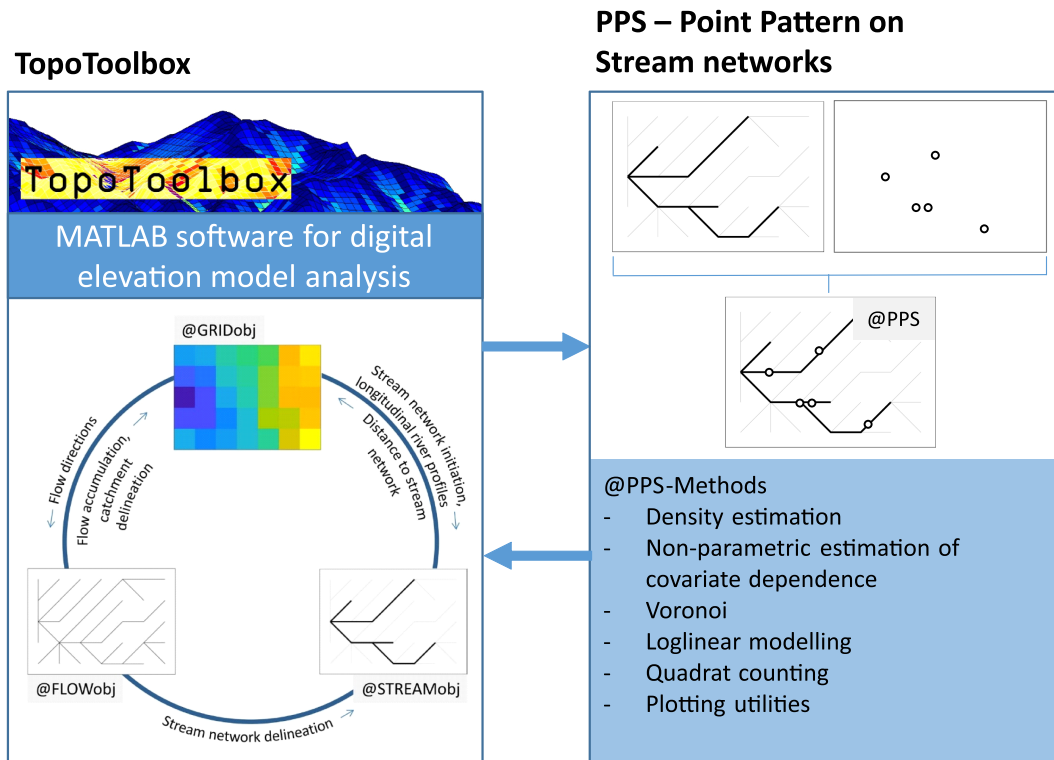 TopoToolbox
TopoToolbox
MATLAB software for digital
elevation model analysis
@GRIDobj
Flow directions
Flow accumulation,
catchment
delineation
Stream network initiation,
longitudinal river profiles
Distance to stream
network
@FLOWobj
@STREAMobj
Stream network delineation
PPS – Point Pattern on
Stream networks
@PPS
@PPS-Methods
- Density estimation
- Non-parametric estimation of
covariate dependence
- Voronoi
- Loglinear modelling
- Quadrat counting
- Plotting utilities